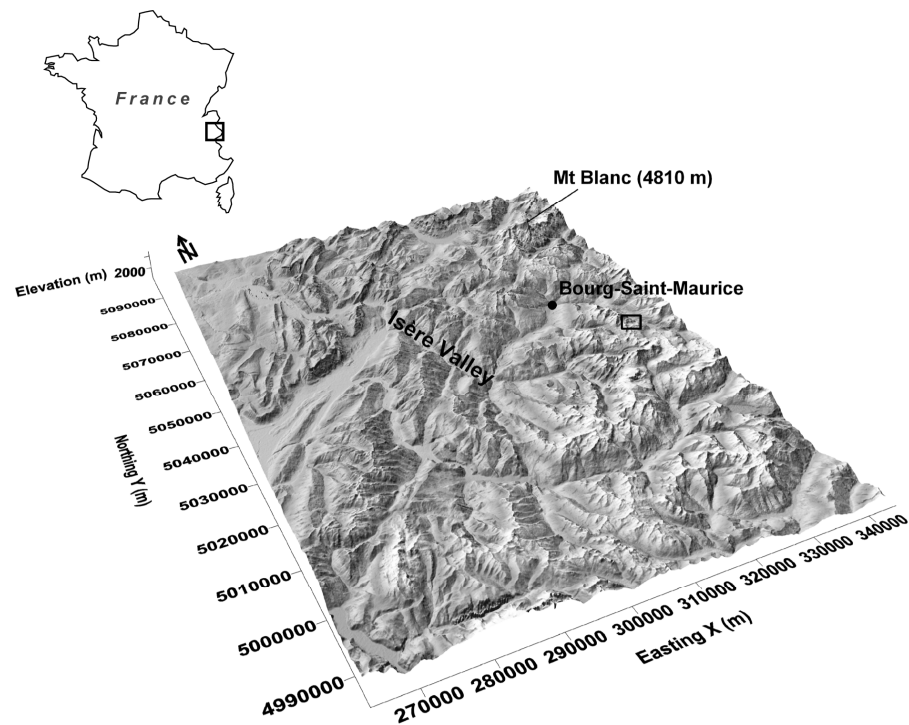 France
Mt Blanc (4810 m)
N
Bourg-Saint-Maurice
Isère Valley
Elevation (m)
2000
5090000
5080000
5070000
5060000
5050000
5040000
5030000
5020000
5010000
5000000
4990000
Northing Y (m)
270000
280000
290000
300000
310000
320000
330000
340000
Easting X (m)